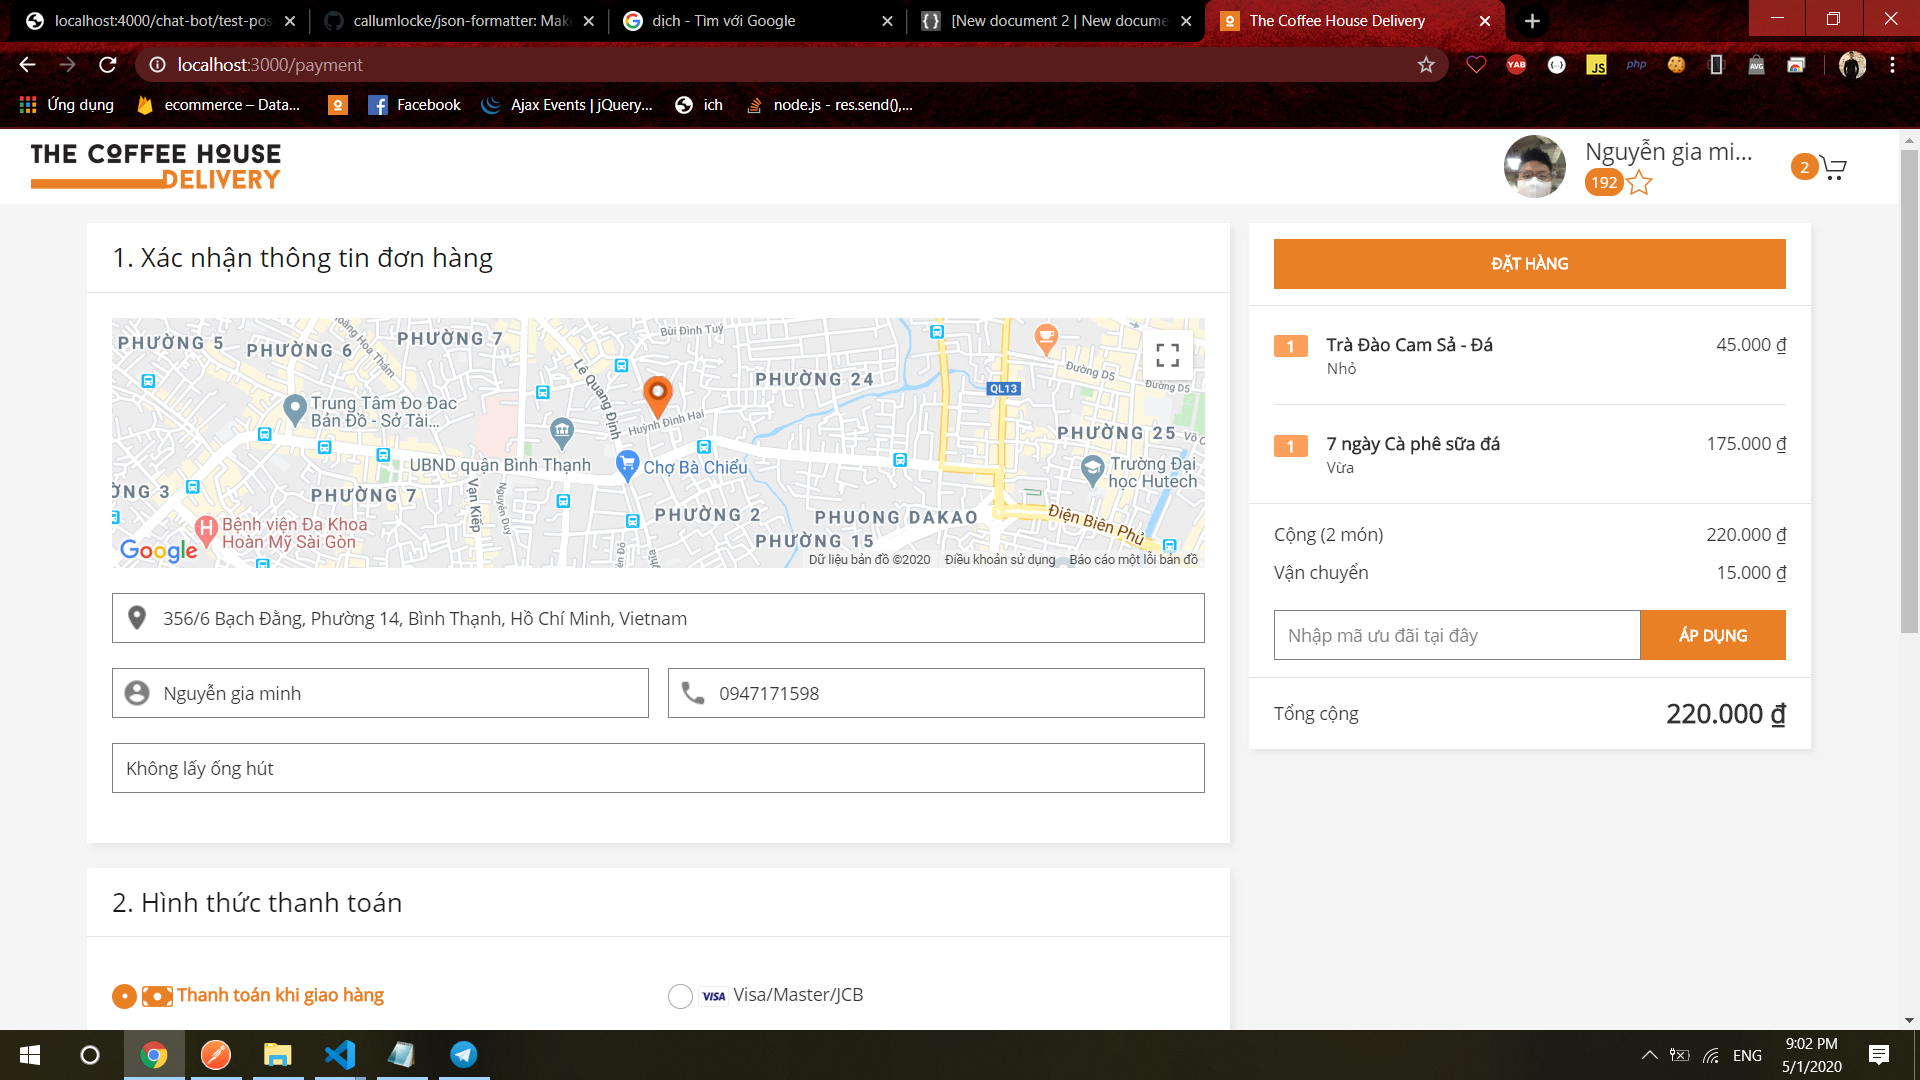 localhost:4000/chat-bot/test-pos
callumlocke/json-formatter: Make
dịch - Tìm với Google
[New document 2 | New docume
The Coffee House Delivery
localhost:3000/payment
Ứng dụng
ecommerce – Data...
Facebook
Ajax Events | jQuery...
ich
node.js - res.send(),...
THE COFFEE HOUSE
DELIVERY
Nguyễn gia mi...
192
2
1. Xác nhận thông tin đơn hàng
PHƯỜNG 5
PHƯỜNG 6
Hoàng Hoa Thám
PHƯỜNG 7
Bùi Đình Tuý
Lê Quang Định
Huỳnh Đình Hai
PHƯỜNG 24
QL13
Đường D5
Đường D5
Trung Tâm Đo Đạc
Bản Đồ - Sở Tài...
UBND quận Bình Thạnh
Chợ Bà Chiểu
PHƯỜNG 25
Võ O
Trường Đại
học Hutech
ỜNG 3
PHƯỜNG 7
Vạn Kiếp
Nguyên Duy
PHƯỜNG 2
PHUONG DAKAO
Điện Biên Phủ
Bệnh viện Đa Khoa
Hoàn Mỹ Sài Gòn
PHƯỜNG 15
Google
Dữ liệu bản đồ ©2020
Điều khoản sử dụng
Báo cáo một lỗi bản đồ
356/6 Bạch Đằng, Phường 14, Bình Thạnh, Hồ Chí Minh, Vietnam
Nguyễn gia minh
0947171598
Không lấy ống hút
2. Hình thức thanh toán
Thanh toán khi giao hàng
VISA Visa/Master/JCB
ĐẶT HÀNG
1 Trà Đào Cam Sả - Đá 45.000 ₫
Nhỏ
1 7 ngày Cà phê sữa đá 175.000 ₫
Vừa
Cộng (2 món) 220.000 ₫
Vận chuyển 15.000 ₫
Nhập mã ưu đãi tại đây
ÁP DỤNG
Tổng cộng 220.000 ₫
ENG
9:02 PM
5/1/2020